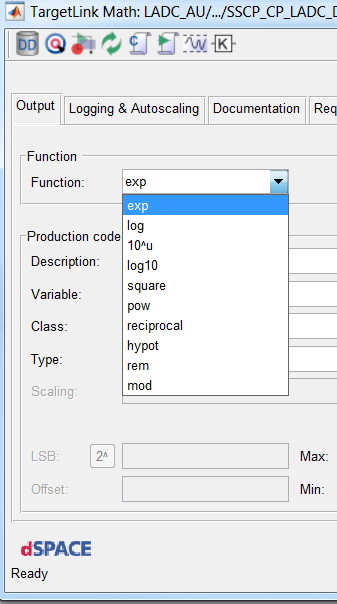 TargetLink Math: LADC_AU/.../SSCP_CP_LADC_D
DD
K
Output Logging & Autoscaling Documentation Req
Function
Function: exp
exp
log
10^u
log10
square
pow
reciprocal
hypot
rem
mod
Production code
Description:
Variable:
Class:
Type:
Scaling:
LSB: 2^ Max:
Offset: Min:
dSPACE
Ready